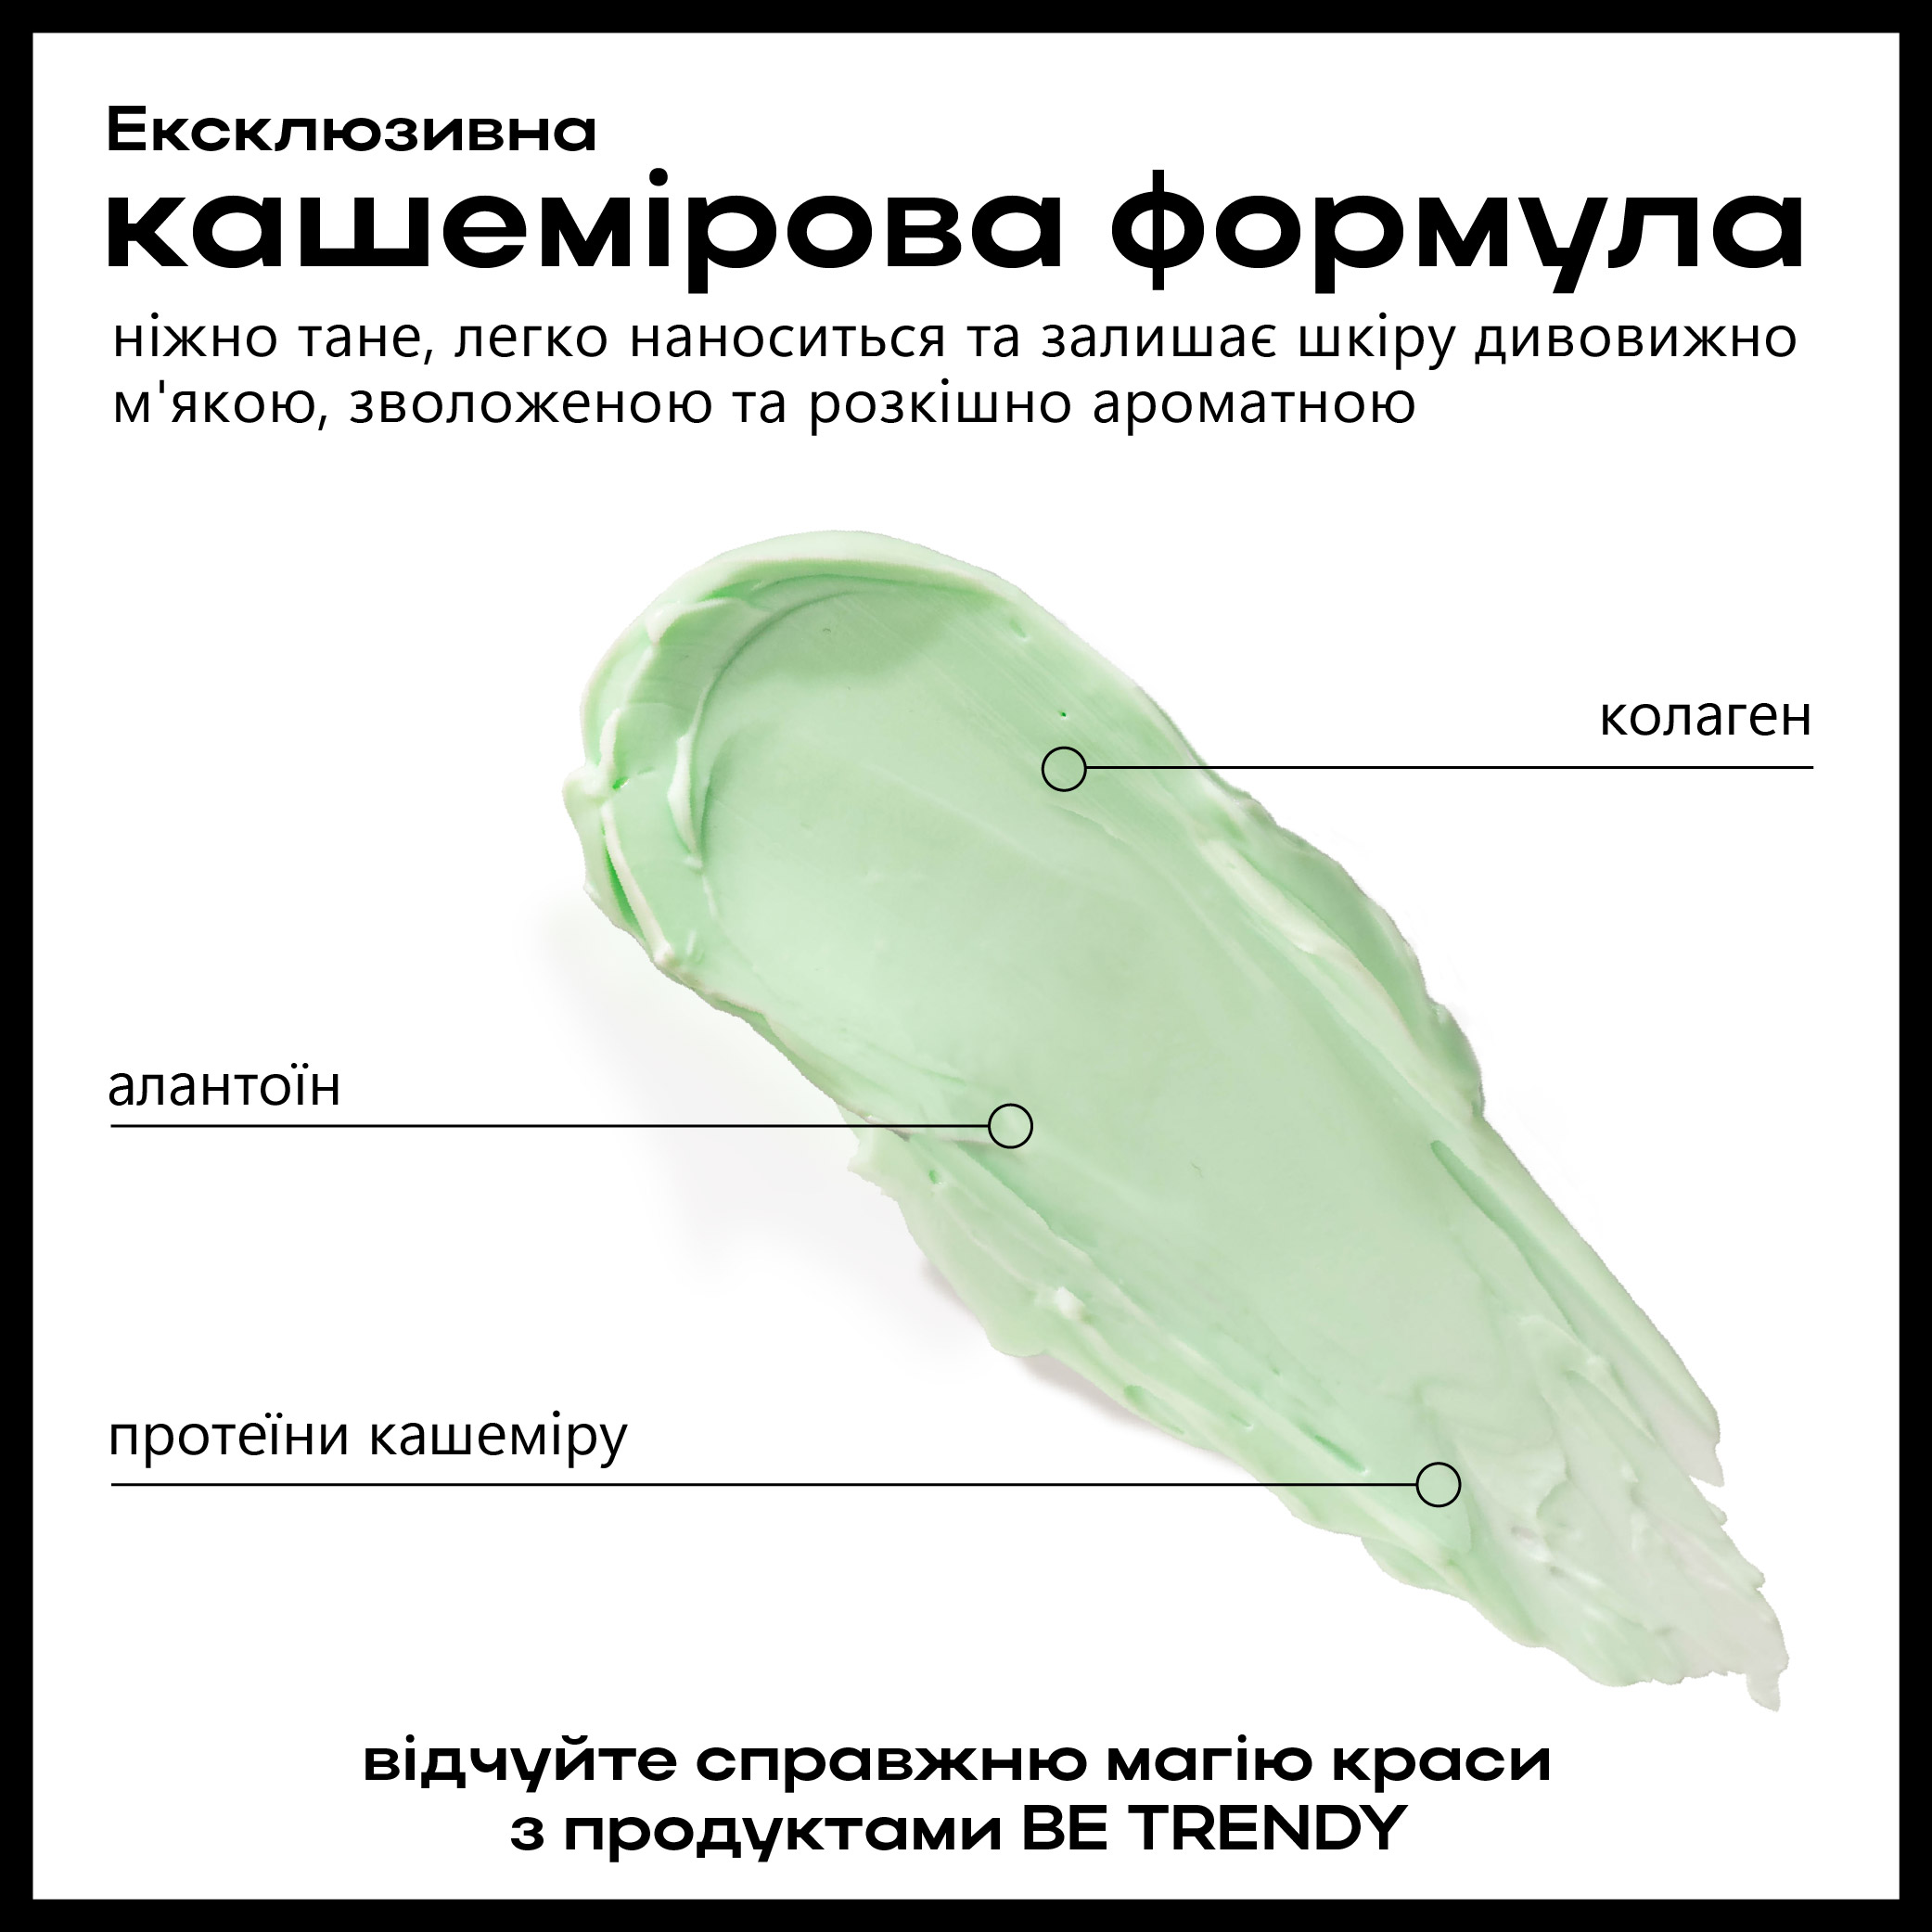 Ексклюзивна
кашемірова формула
ніжно тане, легко наноситься та залишає шкіру дивовижно
м'якою, зволоженою та розкішно ароматною
колаген
алантоїн
протеїни кашеміру
відчуйте справжню магію краси
з продуктами BE TRENDY